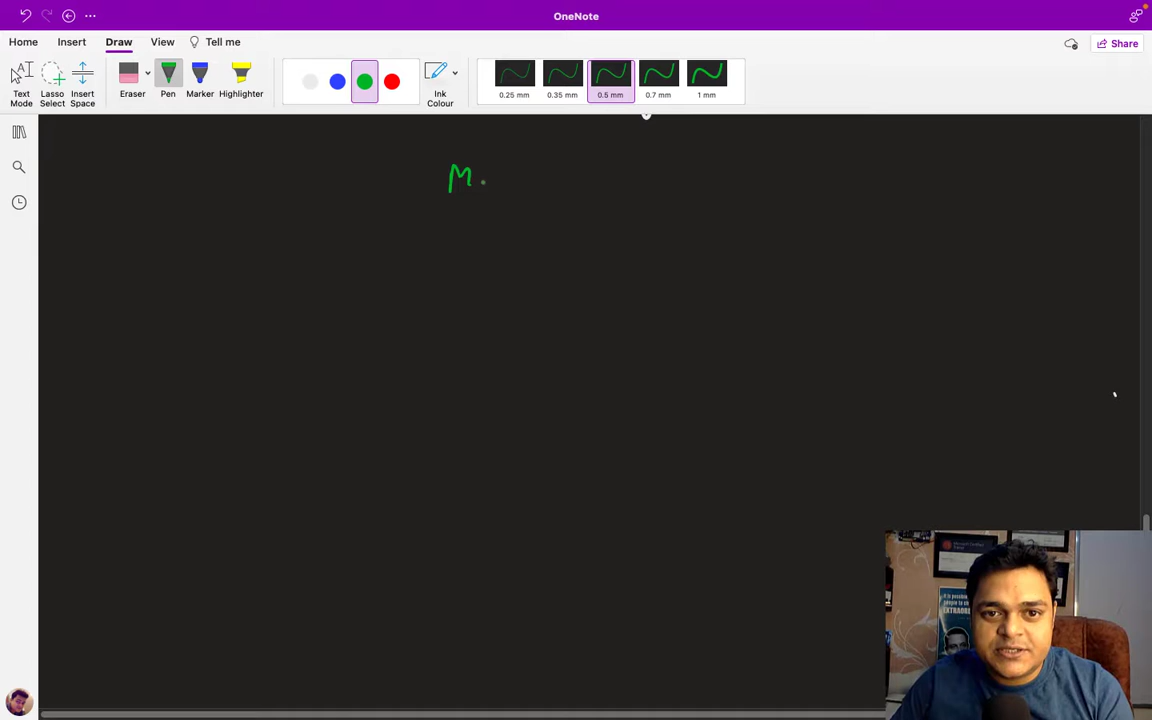 OneNote
Home Insert Draw View Tell me Share
Text Mode
Lasso Select
Insert Space
Eraser
Pen
Marker
Highlighter
Ink Colour
0.25 mm
0.35 mm
0.5 mm
0.7 mm
1 mm
M
EXTRAORD